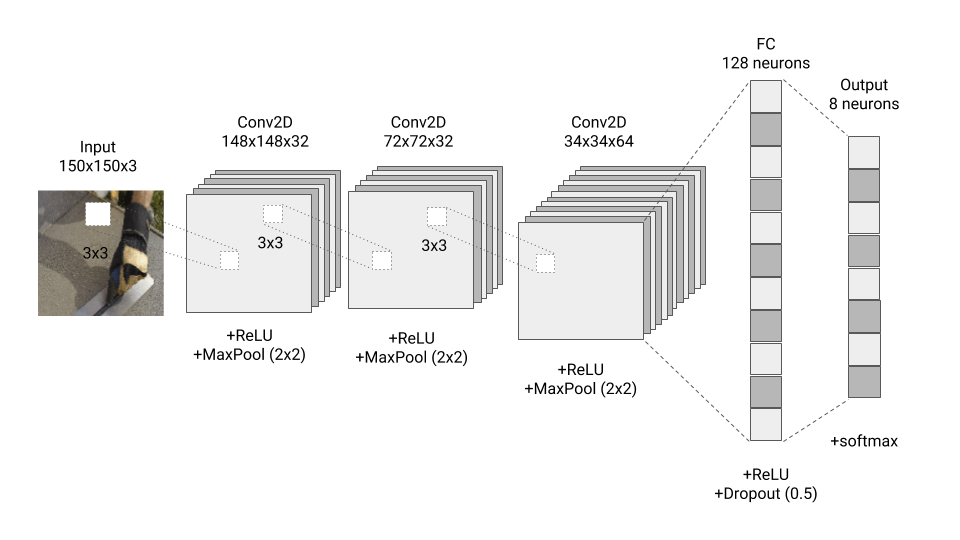 Input
150x150x3
3x3
Conv2D
148x148x32
3x3
+ReLU
+MaxPool (2x2)
Conv2D
72x72x32
3x3
+ReLU
+MaxPool (2x2)
Conv2D
34x34x64
+ReLU
+MaxPool (2x2)
FC
128 neurons
+ReLU
+Dropout (0.5)
Output
8 neurons
+softmax